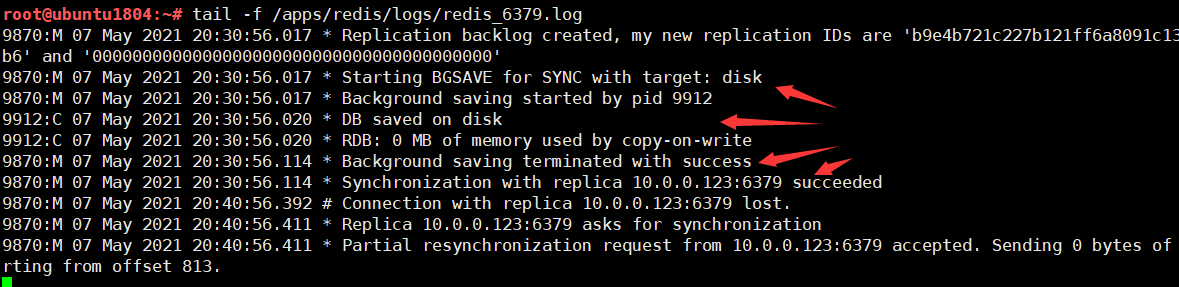 root@ubuntu1804:~# tail -f /apps/redis/logs/redis_6379.log
9870:M 07 May 2021 20:30:56.017 * Replication backlog created, my new replication IDs are 'b9e4b721c227b121ff6a8091c13
b6' and '0000000000000000000000000000000000000000'
9870:M 07 May 2021 20:30:56.017 * Starting BGSAVE for SYNC with target: disk
9870:M 07 May 2021 20:30:56.017 * Background saving started by pid 9912
9912:C 07 May 2021 20:30:56.020 * DB saved on disk
9912:C 07 May 2021 20:30:56.020 * RDB: 0 MB of memory used by copy-on-write
9870:M 07 May 2021 20:30:56.114 * Background saving terminated with success
9870:M 07 May 2021 20:30:56.114 * Synchronization with replica 10.0.0.123:6379 succeeded
9870:M 07 May 2021 20:40:56.392 # Connection with replica 10.0.0.123:6379 lost.
9870:M 07 May 2021 20:40:56.411 * Replica 10.0.0.123:6379 asks for synchronization
9870:M 07 May 2021 20:40:56.411 * Partial resynchronization request from 10.0.0.123:6379 accepted. Sending 0 bytes of
rting from offset 813.